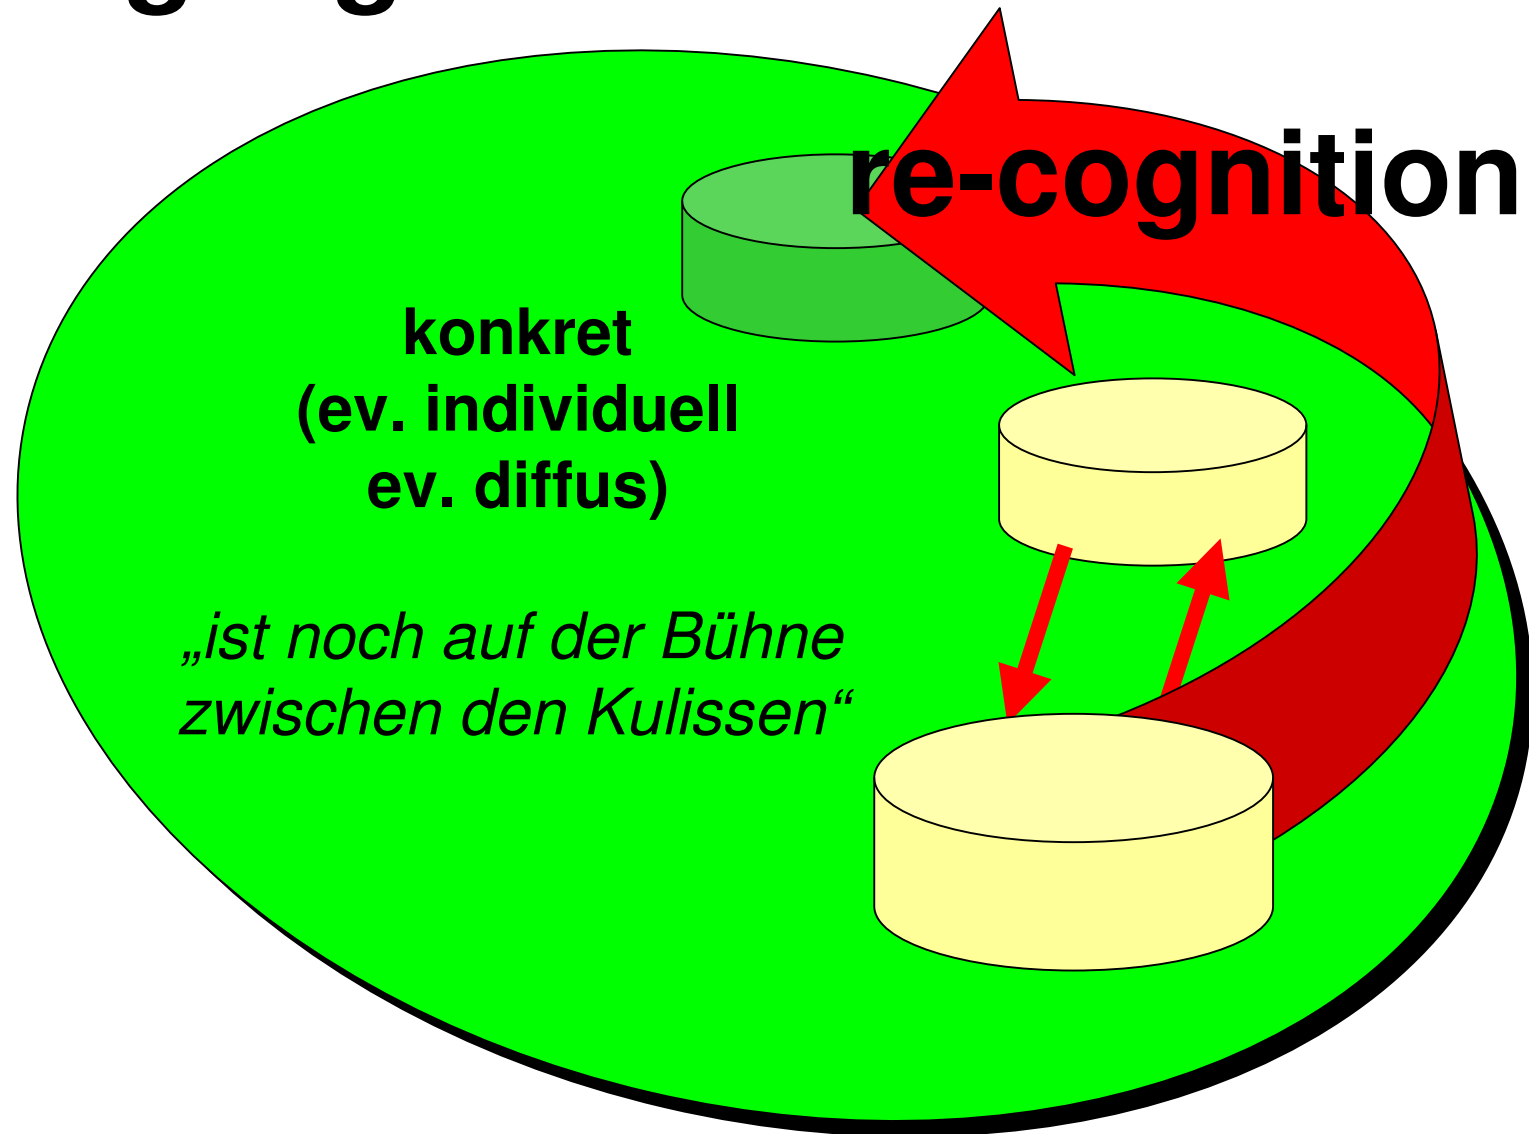 re-cognition
konkret
(ev. individuell
ev. diffus)
„ist noch auf der Bühne
zwischen den Kulissen“